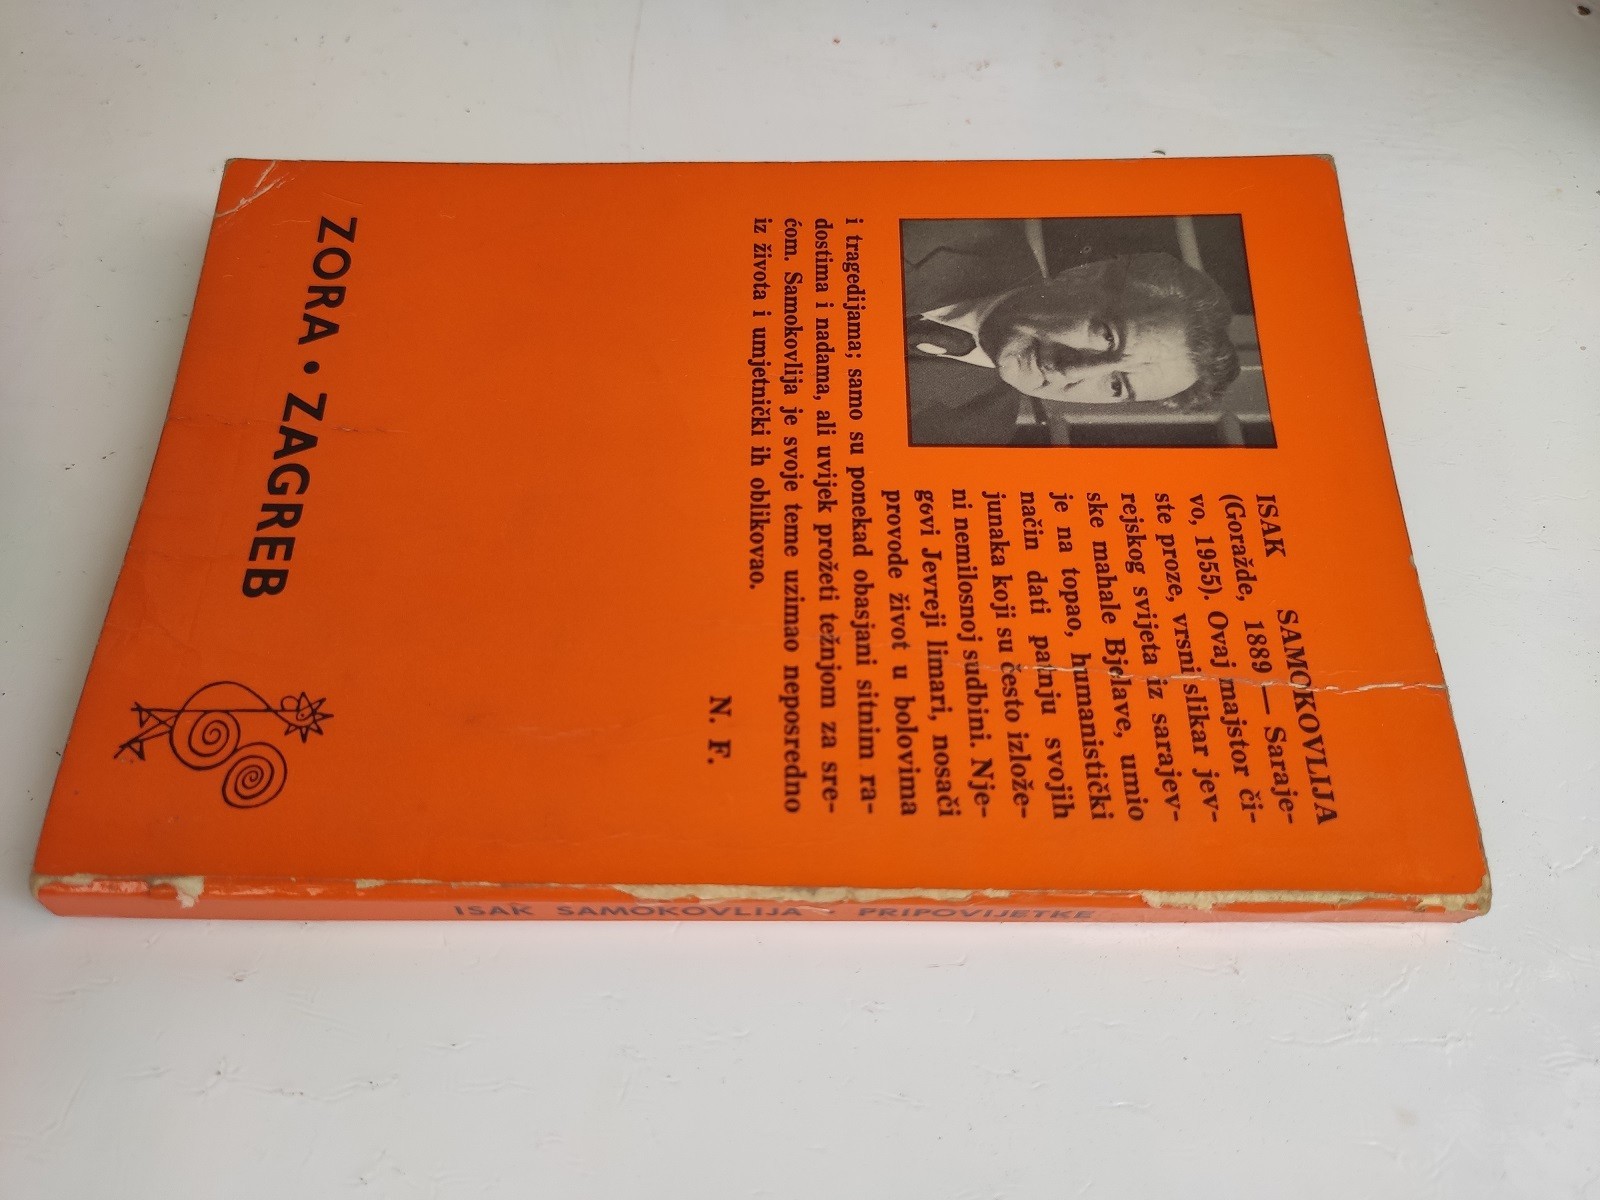 ISAK SAMOKOVLIJA
(Goražde, 1889 — Saraje-
vo, 1955). Ovaj majstor či-
ste proze, vrsni slikar jev-
rejskog svijeta iz sarajev-
ske mahale Bjelave, umio
je na topao, humanistički
način dati patnju svojih
junaka koji su često izlože-
ni nemilosnoj sudbini. Nje-
govi Jevreji limari, nosači
provode život u bolovima
i tragedijama; samo su ponekad obasjani sitnim ra-
dostima i nadama, ali uvijek prožeti težnjom za sre-
ćom. Samokovlija je svoje teme uzimao neposredno
iz života i umjetnički ih oblikovao.
N. F.
ZORA • ZAGREB
ISAK SAMOKOVLIJA • PRIPOVIJETKE